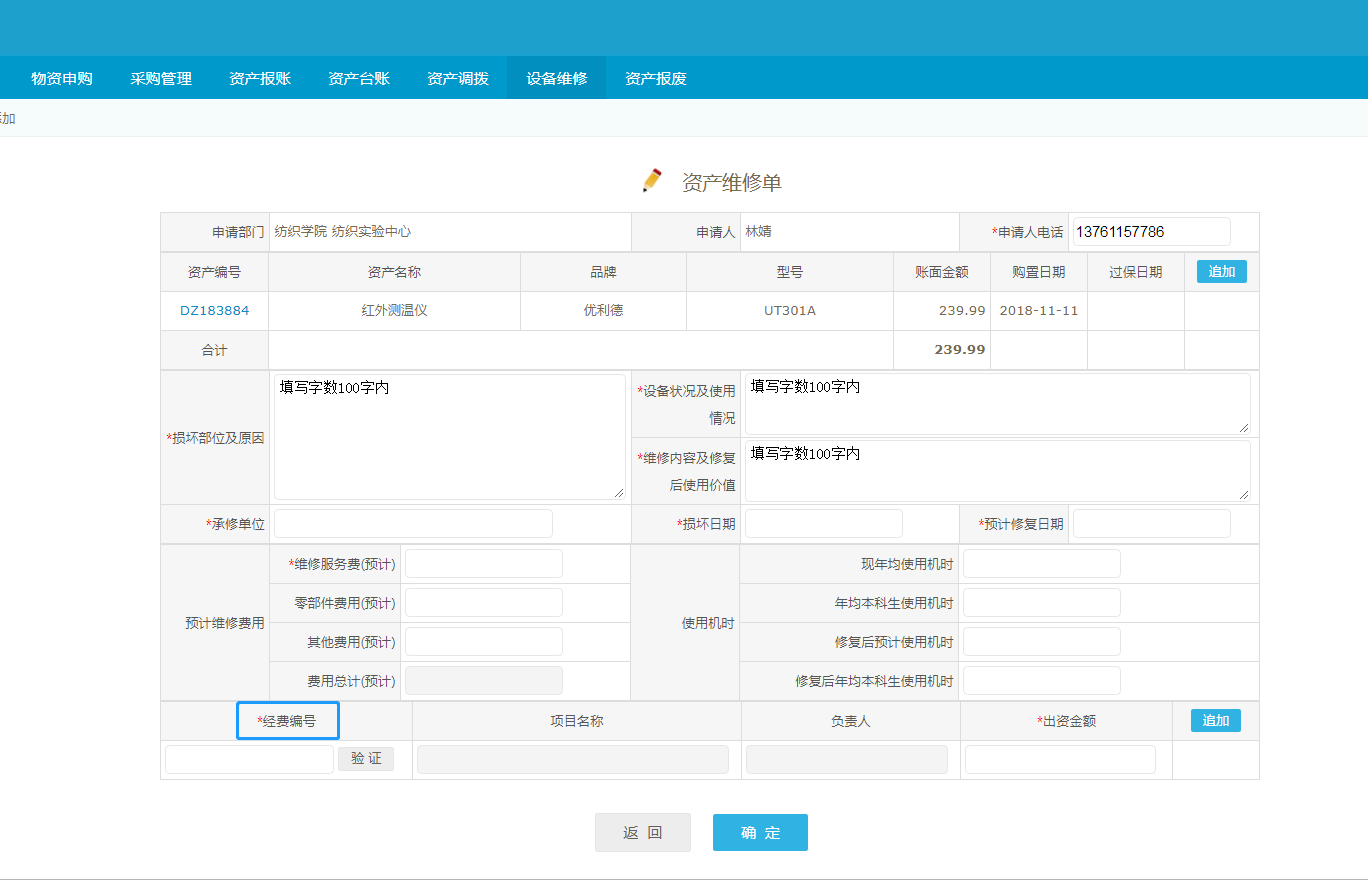 物资申购 采购管理 资产报账 资产台账 资产调拨 设备维修 资产报废
加
资产维修单
申请部门 纺织学院 纺织实验中心 申请人 林婧 *申请人电话 13761157786
资产编号 资产名称 品牌 型号 账面金额 购置日期 过保日期 追加
DZ183884 红外测温仪 优利德 UT301A 239.99 2018-11-11
合计 239.99
*损坏部位及原因 填写字数100字内
*设备状况及使用
情况
填写字数100字内
*维修内容及修复
后使用价值
填写字数100字内
*承修单位 *损坏日期 *预计修复日期
预计维修费用
*维修服务费(预计)
零部件费用(预计)
其他费用(预计)
费用总计(预计)
使用机时
现年均使用机时
年均本科生使用机时
修复后预计使用机时
修复后年均本科生使用机时
*经费编号 项目名称 负责人 *出资金额 追加
验 证
返 回 确 定